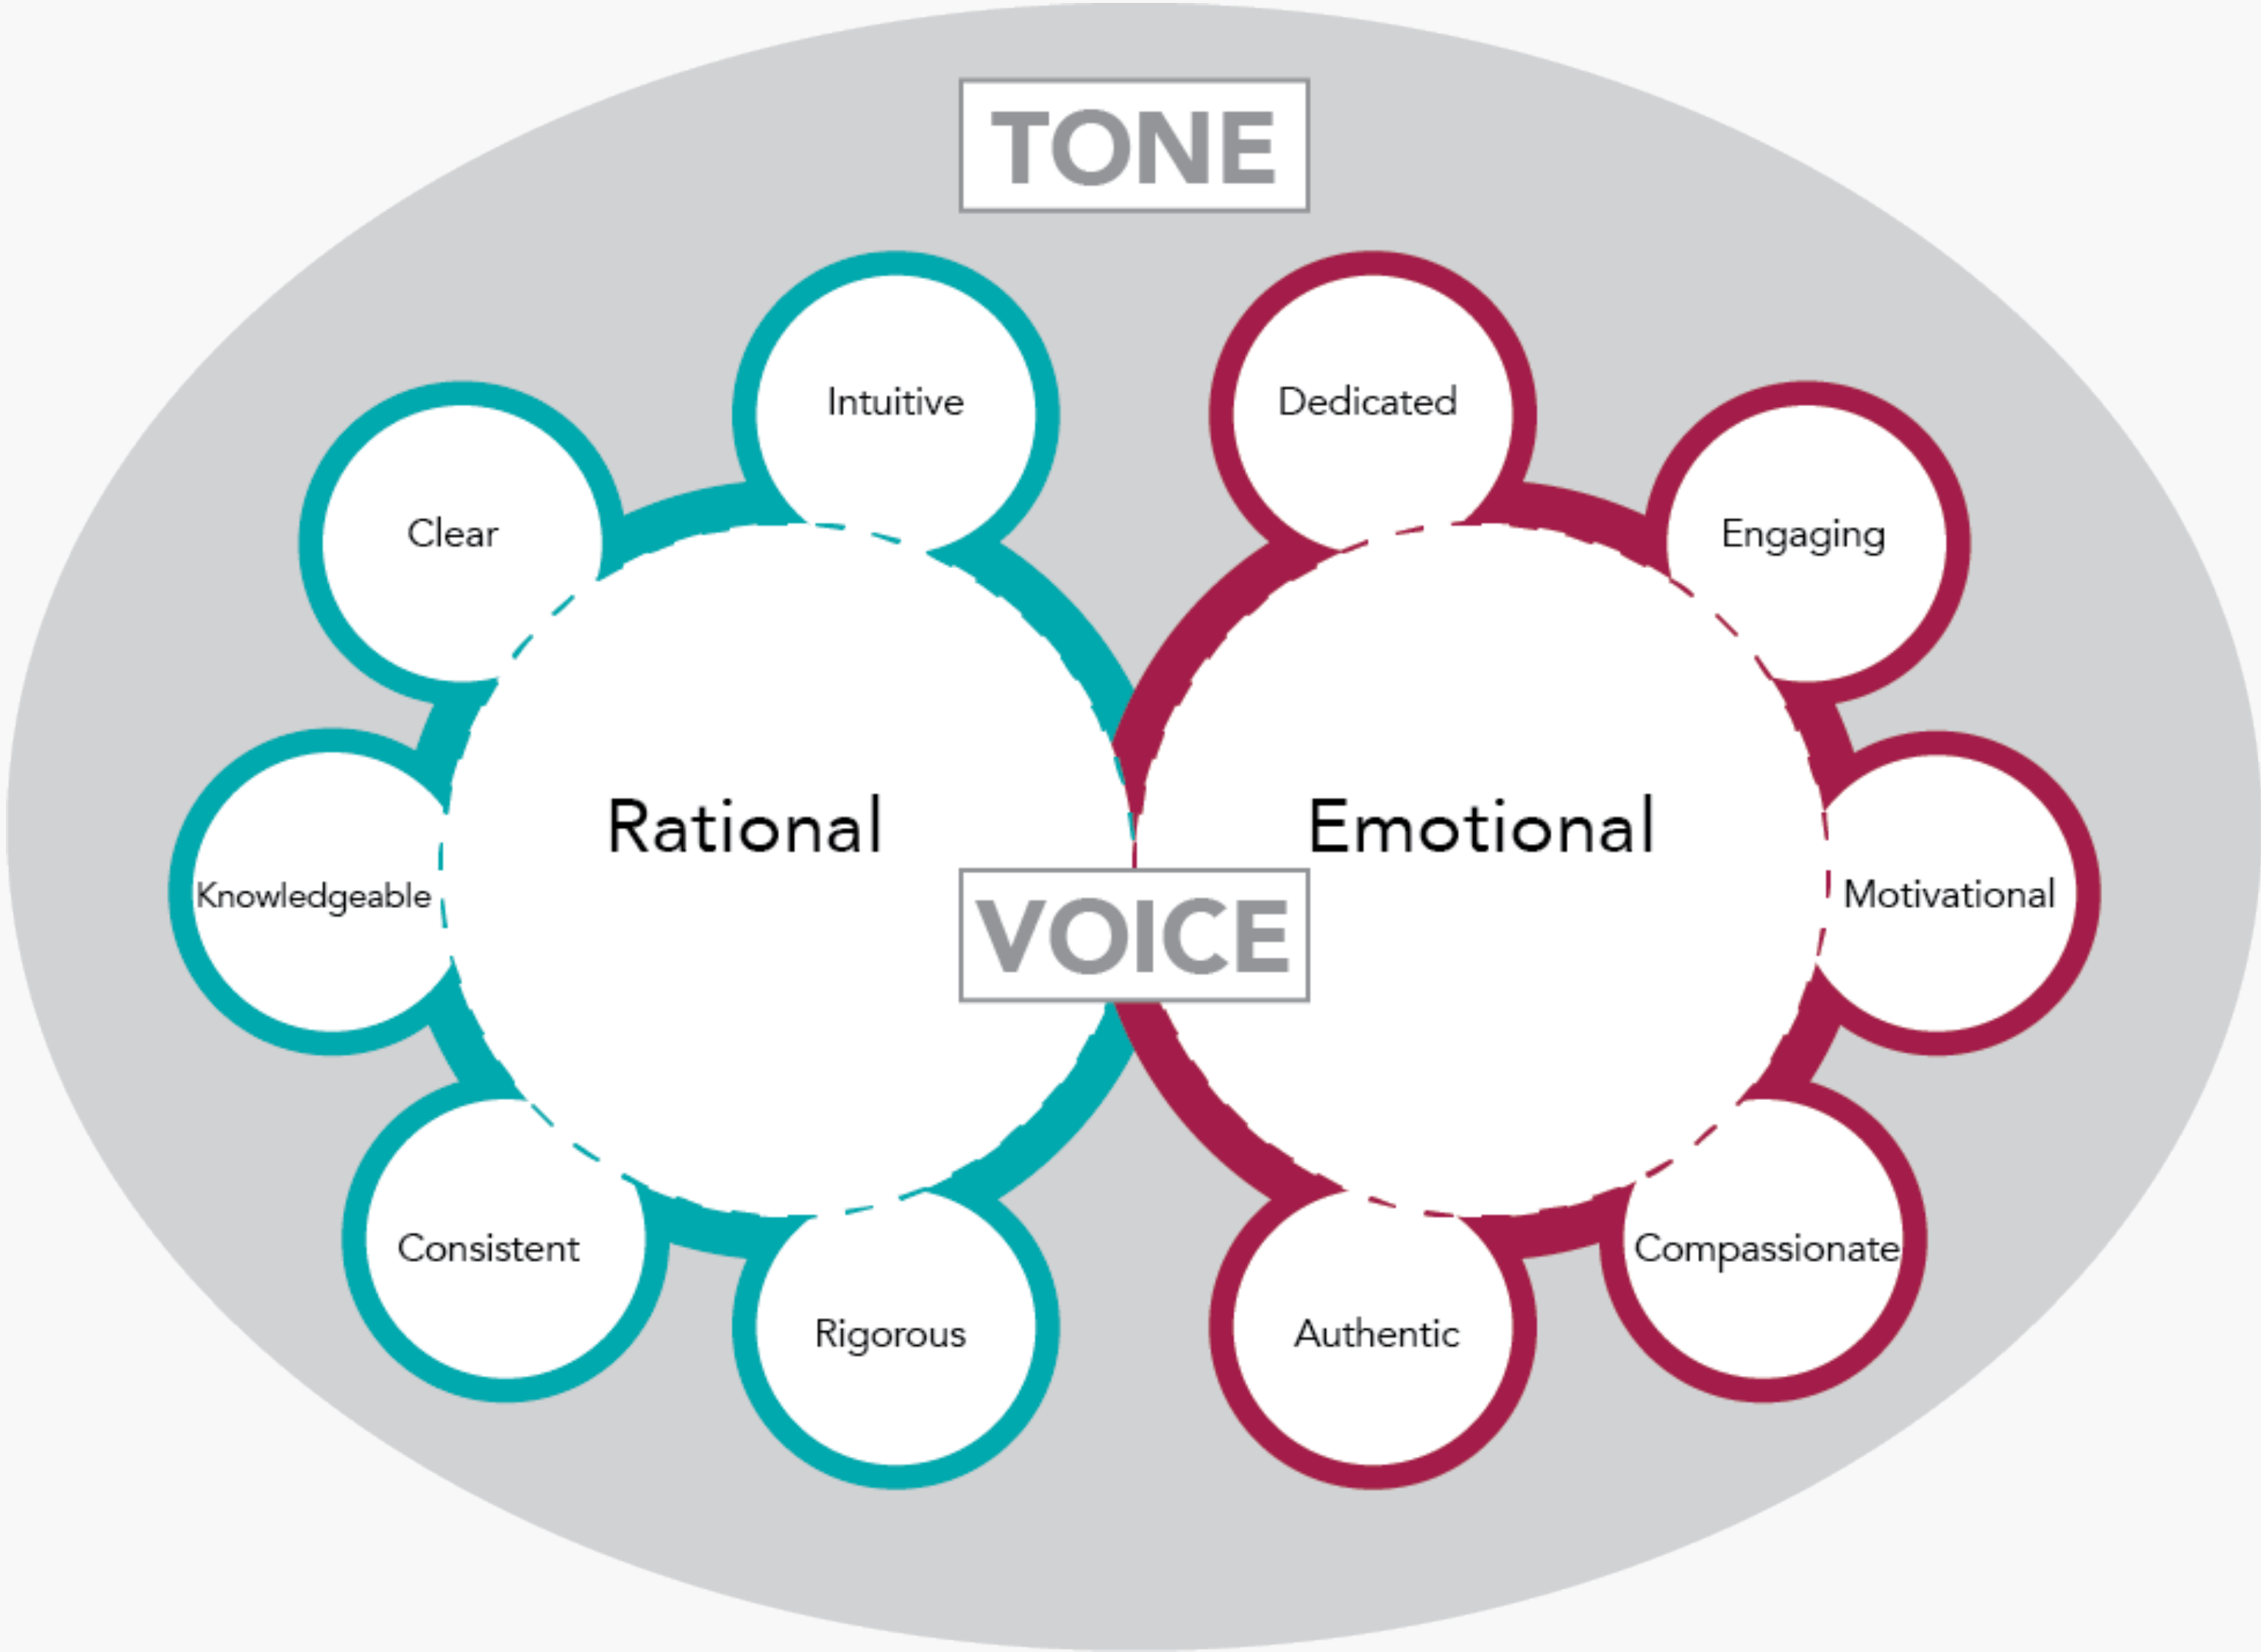 TONE
Intuitive
Dedicated
Clear
Engaging
Rational
Emotional
Knowledgeable
Motivational
VOICE
Consistent
Compassionate
Rigorous
Authentic